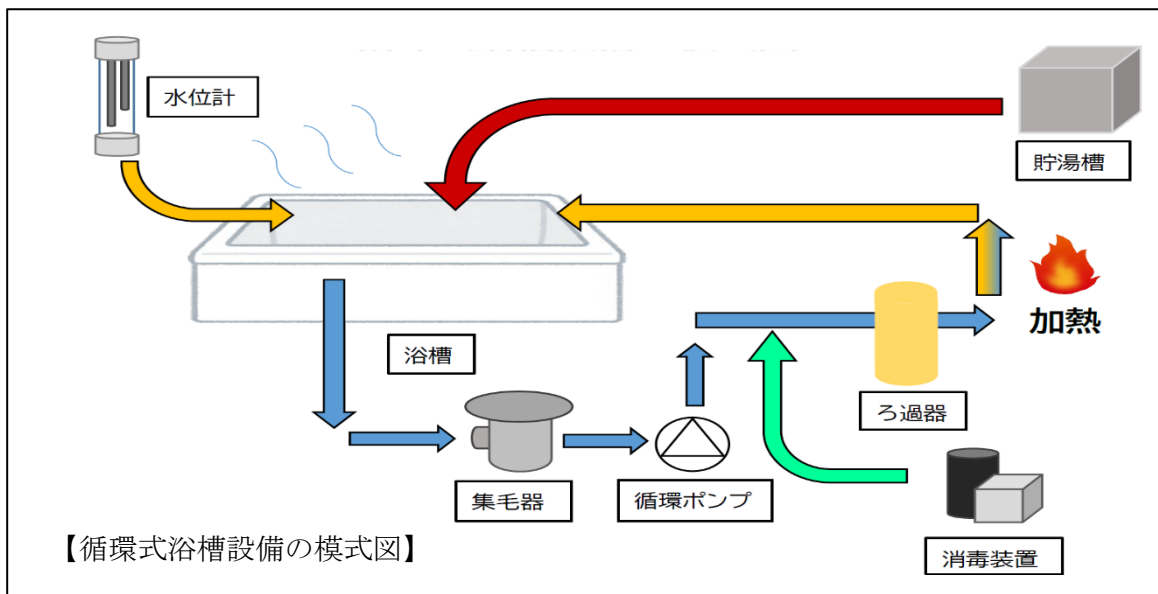 水位計
貯湯槽
加熱
浴槽
ろ過器
集毛器
循環ポンプ
消毒装置
【循環式浴槽設備の模式図】